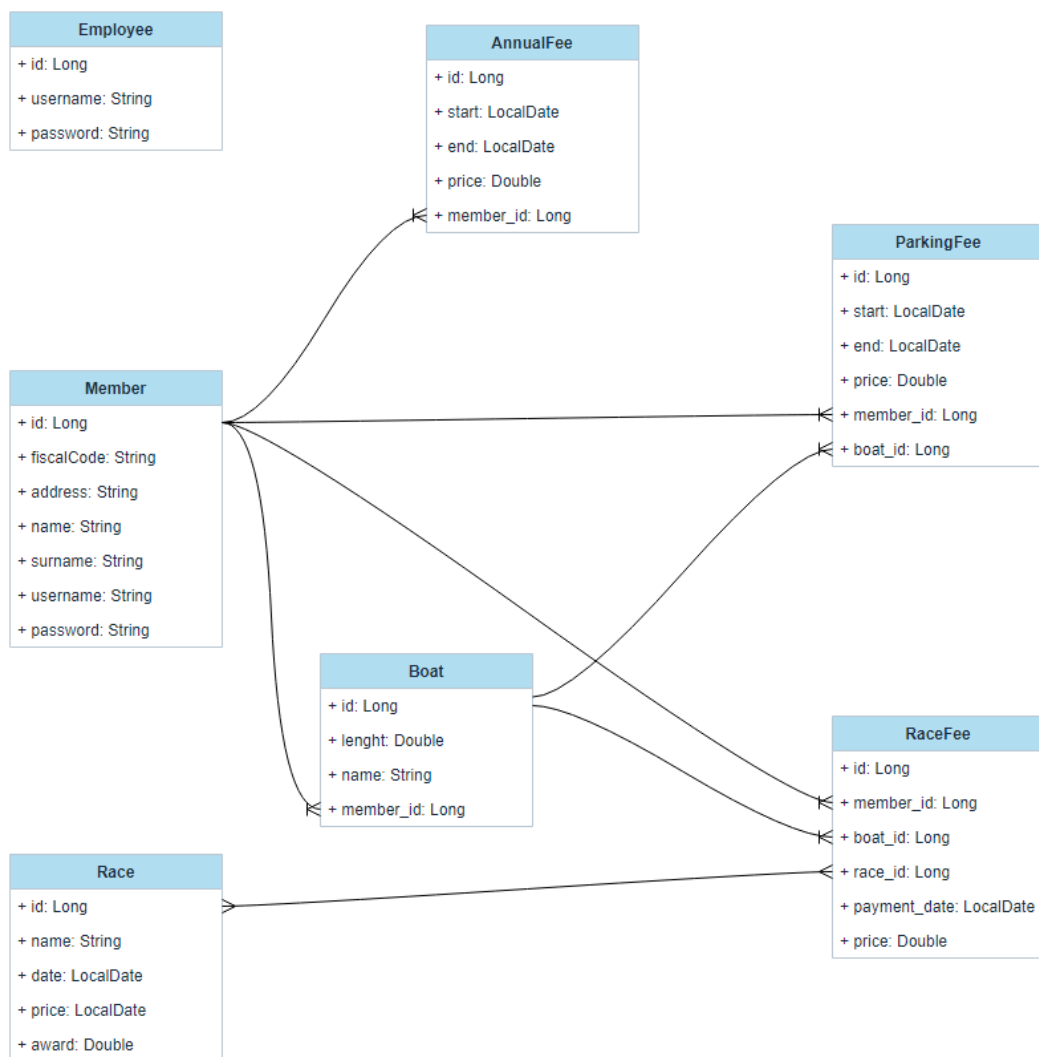 Employee
+ id: Long
+ username: String
+ password: String
AnnualFee
+ id: Long
+ start: LocalDate
+ end: LocalDate
+ price: Double
+ member_id: Long
ParkingFee
+ id: Long
+ start: LocalDate
+ end: LocalDate
+ price: Double
+ member_id: Long
+ boat_id: Long
Member
+ id: Long
+ fiscalCode: String
+ address: String
+ name: String
+ surname: String
+ username: String
+ password: String
Boat
+ id: Long
+ lenght: Double
+ name: String
+ member_id: Long
RaceFee
+ id: Long
+ member_id: Long
+ boat_id: Long
+ race_id: Long
+ payment_date: LocalDate
+ price: Double
Race
+ id: Long
+ name: String
+ date: LocalDate
+ price: LocalDate
+ award: Double